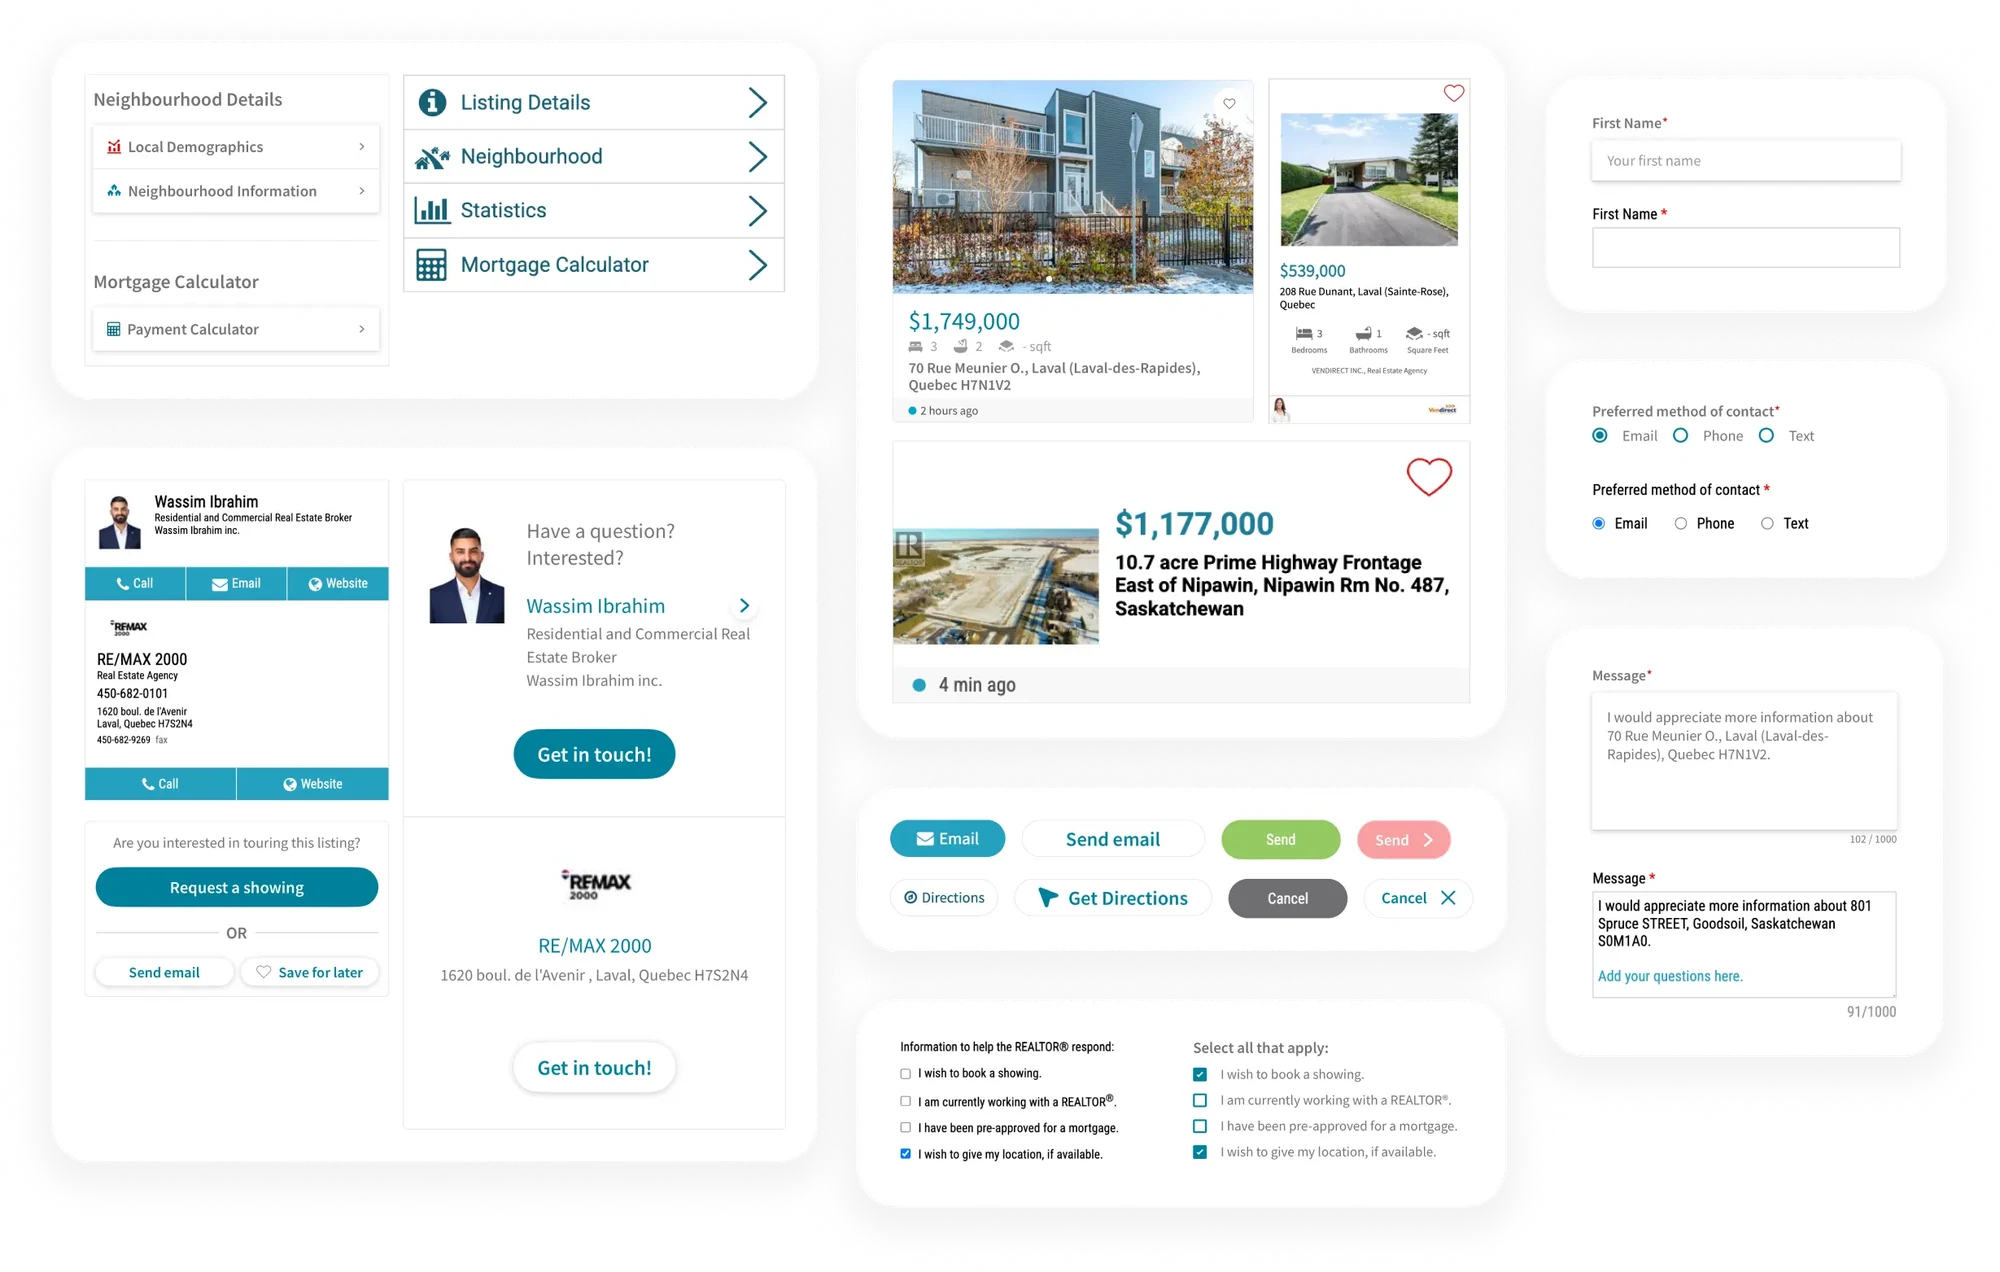 Neighbourhood Details
Local Demographics
Neighbourhood Information
Mortgage Calculator
Payment Calculator
Listing Details
Neighbourhood
Statistics
Mortgage Calculator
Wassim Ibrahim
Residential and Commercial Real Estate Broker
Wassim Ibrahim inc.
Call
Email
Website
RE/MAX
2000
RE/MAX 2000
Real Estate Agency
450-682-0101
1620 boul. de l'Avenir
Laval, Quebec H7S2N4
450-682-9269 fax
Call
Website
Are you interested in touring this listing?
Request a showing
OR
Send email
Save for later
Have a question?
Interested?
Wassim Ibrahim
Residential and Commercial Real
Estate Broker
Wassim Ibrahim inc.
Get in touch!
RE/MAX
2000
RE/MAX 2000
1620 boul. de l'Avenir , Laval, Quebec H7S2N4
Get in touch!
$1,749,000
3 2 - sqft
70 Rue Meunier O., Laval (Laval-des-Rapides),
Quebec H7N1V2
2 hours ago
$539,000
208 Rue Dunant, Laval (Sainte-Rose),
Quebec
3 1 - sqft
Bedrooms Bathrooms Square Feet
VENDIRECT INC., Real Estate Agency
Vendirect
R
REALTOR
$1,177,000
10.7 acre Prime Highway Frontage
East of Nipawin, Nipawin Rm No. 487,
Saskatchewan
4 min ago
Email
Send email
Send
Send
Directions
Get Directions
Cancel
Cancel
Information to help the REALTOR® respond:
I wish to book a showing.
I am currently working with a REALTOR®.
I have been pre-approved for a mortgage.
I wish to give my location, if available.
Select all that apply:
I wish to book a showing.
I am currently working with a REALTOR®.
I have been pre-approved for a mortgage.
I wish to give my location, if available.
First Name*
Your first name
First Name *
Preferred method of contact*
Email Phone Text
Preferred method of contact *
Email Phone Text
Message*
I would appreciate more information about
70 Rue Meunier O., Laval (Laval-des-
Rapides), Quebec H7N1V2.
102 / 1000
Message *
I would appreciate more information about 801
Spruce STREET, Goodsoil, Saskatchewan
S0M1A0.
Add your questions here.
91/1000